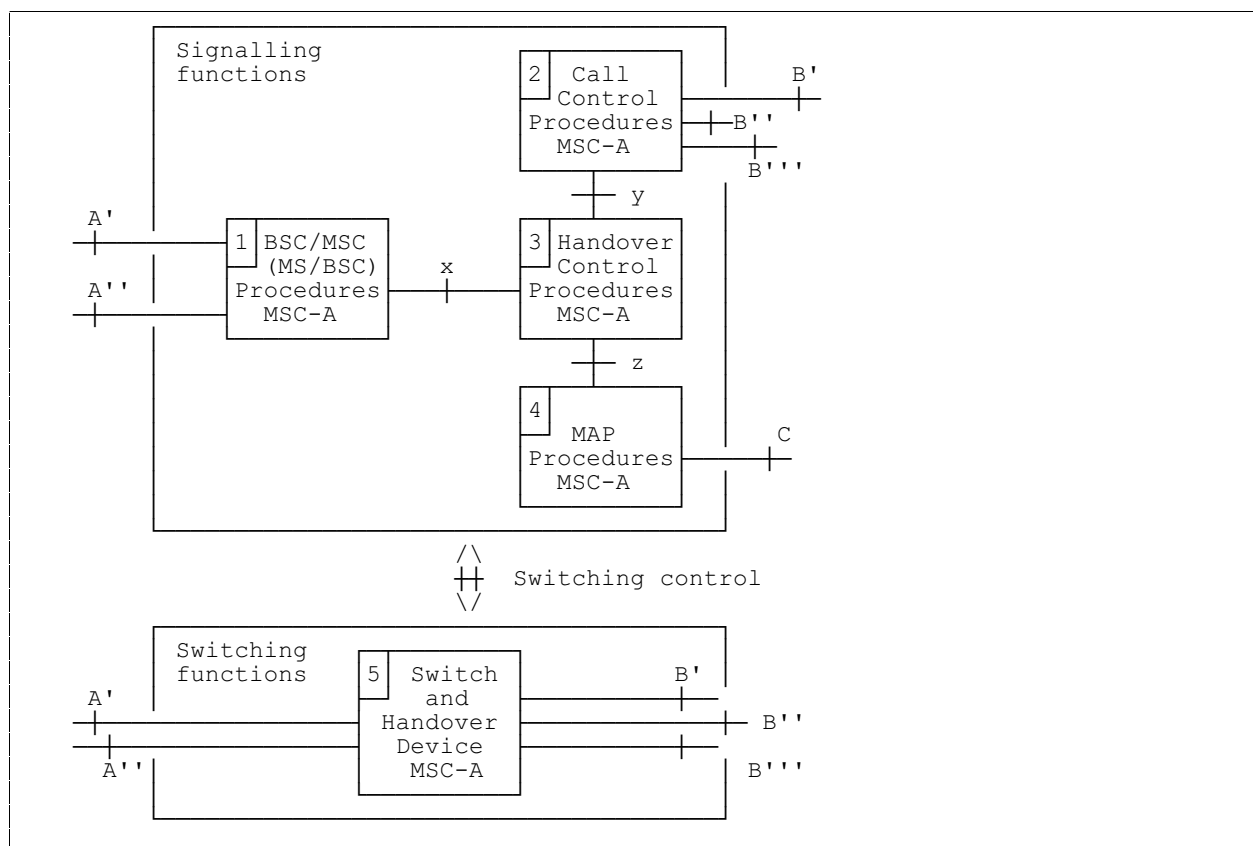 Signalling
functions
2 Call
Control
Procedures
MSC-A
B'
B''
B'''
y
A'
A''
1 BSC/MSC
(MS/BSC)
Procedures
MSC-A
x
3 Handover
Control
Procedures
MSC-A
z
4
MAP
Procedures
MSC-A
C
/\
Switching control
\/
Switching
functions
5 Switch
and
Handover
Device
MSC-A
A'
A''
B'
B''
B'''